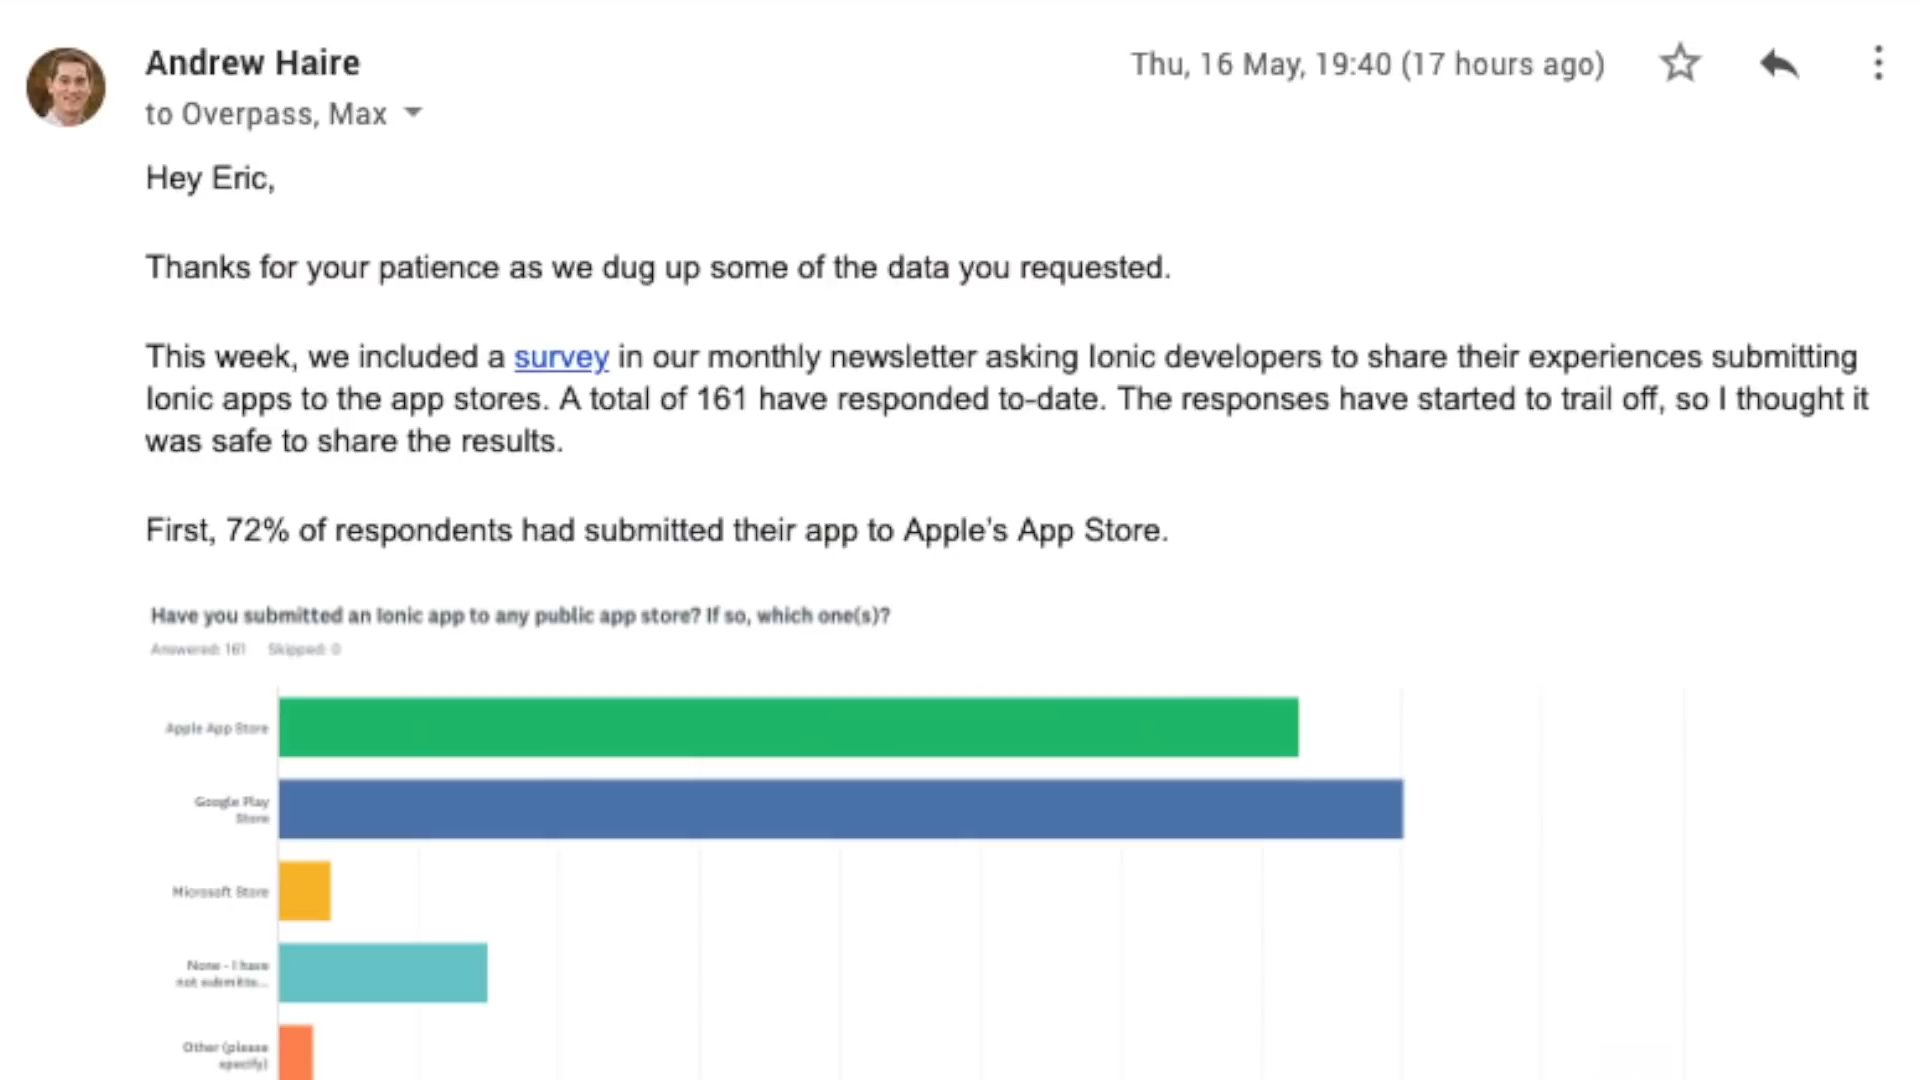 Andrew Haire
Thu, 16 May, 19:40 (17 hours ago)
to Overpass, Max
Hey Eric,
Thanks for your patience as we dug up some of the data you requested.
This week, we included a survey in our monthly newsletter asking Ionic developers to share their experiences submitting
Ionic apps to the app stores. A total of 161 have responded to-date. The responses have started to trail off, so I thought it
was safe to share the results.
First, 72% of respondents had submitted their app to Apple's App Store.
Have you submitted an Ionic app to any public app store? If so, which one(s)?
Answered: 161 Skipped: 0
Apple App Store
Google Play
Store
Microsoft Store
None - I have
not submitte...
Other (please
specify)